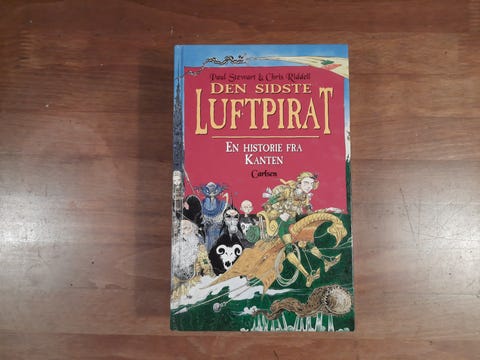 Paul Stewart & Chris Riddell
DEN SIDSTE
LUFTPIRAT
EN HISTORIE FRA
KANTEN
Carlsen